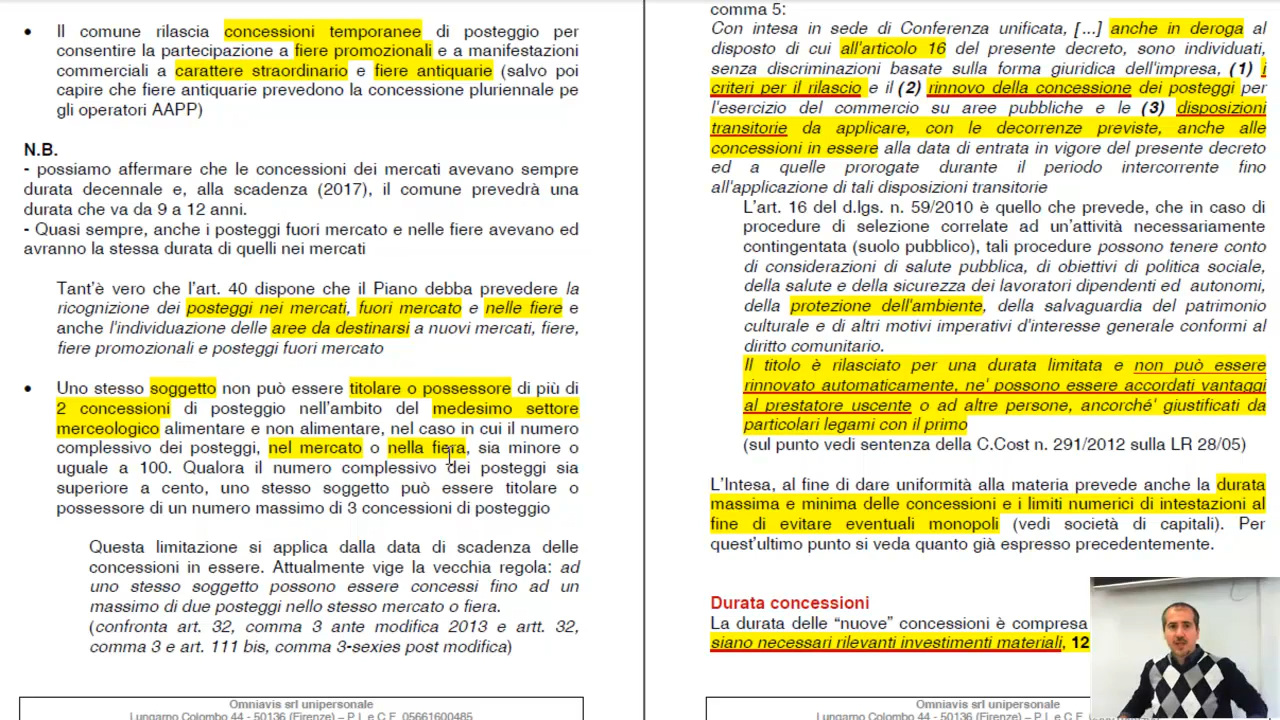 Il comune rilascia concessioni temporanee di posteggio per
consentire la partecipazione a fiere promozionali e a manifestazioni
commerciali a carattere straordinario e fiere antiquarie (salvo poi
capire che fiere antiquarie prevedono la concessione pluriennale pe
gli operatori AAPP)
N.B.
- possiamo affermare che le concessioni dei mercati avevano sempre
durata decennale e, alla scadenza (2017), il comune prevedrà una
durata che va da 9 a 12 anni.
- Quasi sempre, anche i posteggi fuori mercato e nelle fiere avevano ed
avranno la stessa durata di quelli nei mercati
Tant'è vero che l'art. 40 dispone che il Piano debba prevedere la
ricognizione dei posteggi nei mercati, fuori mercato e nelle fiere e
anche l'individuazione delle aree da destinarsi a nuovi mercati, fiere,
fiere promozionali e posteggi fuori mercato
Uno stesso soggetto non può essere titolare o possessore di più di
2 concessioni di posteggio nell'ambito del medesimo settore
merceologico alimentare e non alimentare, nel caso in cui il numero
complessivo dei posteggi, nel mercato o nella fiera, sia minore o
uguale a 100. Qualora il numero complessivo dei posteggi sia
superiore a cento, uno stesso soggetto può essere titolare o
possessore di un numero massimo di 3 concessioni di posteggio
Questa limitazione si applica dalla data di scadenza delle
concessioni in essere. Attualmente vige la vecchia regola: ad
uno stesso soggetto possono essere concessi fino ad un
massimo di due posteggi nello stesso mercato o fiera.
(confronta art. 32, comma 3 ante modifica 2013 e artt. 32,
comma 3 e art. 111 bis, comma 3-sexies post modifica)
Omniavis srl unipersonale
Lungarno Colombo 44 - 50136 (Firenze) – P.I. e C.F. 05661600485
comma 5:
Con intesa in sede di Conferenza unificata, [...] anche in deroga al
disposto di cui all'articolo 16 del presente decreto, sono individuati,
senza discriminazioni basate sulla forma giuridica dell'impresa, (1) i
criteri per il rilascio e il (2) rinnovo della concessione dei posteggi per
l'esercizio del commercio su aree pubbliche e le (3) disposizioni
transitorie da applicare, con le decorrenze previste, anche alle
concessioni in essere alla data di entrata in vigore del presente decreto
ed a quelle prorogate durante il periodo intercorrente fino
all'applicazione di tali disposizioni transitorie
L'art. 16 del d.lgs. n. 59/2010 è quello che prevede, che in caso di
procedure di selezione correlate ad un'attività necessariamente
contingentata (suolo pubblico), tali procedure possono tenere conto
di considerazioni di salute pubblica, di obiettivi di politica sociale,
della salute e della sicurezza dei lavoratori dipendenti ed autonomi,
della protezione dell'ambiente, della salvaguardia del patrimonio
culturale e di altri motivi imperativi d'interesse generale conformi al
diritto comunitario.
Il titolo è rilasciato per una durata limitata e non può essere
rinnovato automaticamente, ne' possono essere accordati vantaggi
al prestatore uscente o ad altre persone, ancorché' giustificati da
particolari legami con il primo
(sul punto vedi sentenza della C.Cost n. 291/2012 sulla LR 28/05)
L'Intesa, al fine di dare uniformità alla materia prevede anche la durata
massima e minima delle concessioni e i limiti numerici di intestazioni al
fine di evitare eventuali monopoli (vedi società di capitali). Per
quest'ultimo punto si veda quanto già espresso precedentemente.
Durata concessioni
La durata delle “nuove” concessioni è compresa
siano necessari rilevanti investimenti materiali, 12
Omniavis srl unipersonale
Lungarno Colombo 44 - 50136 (Firenze) – P.I. e C.F.